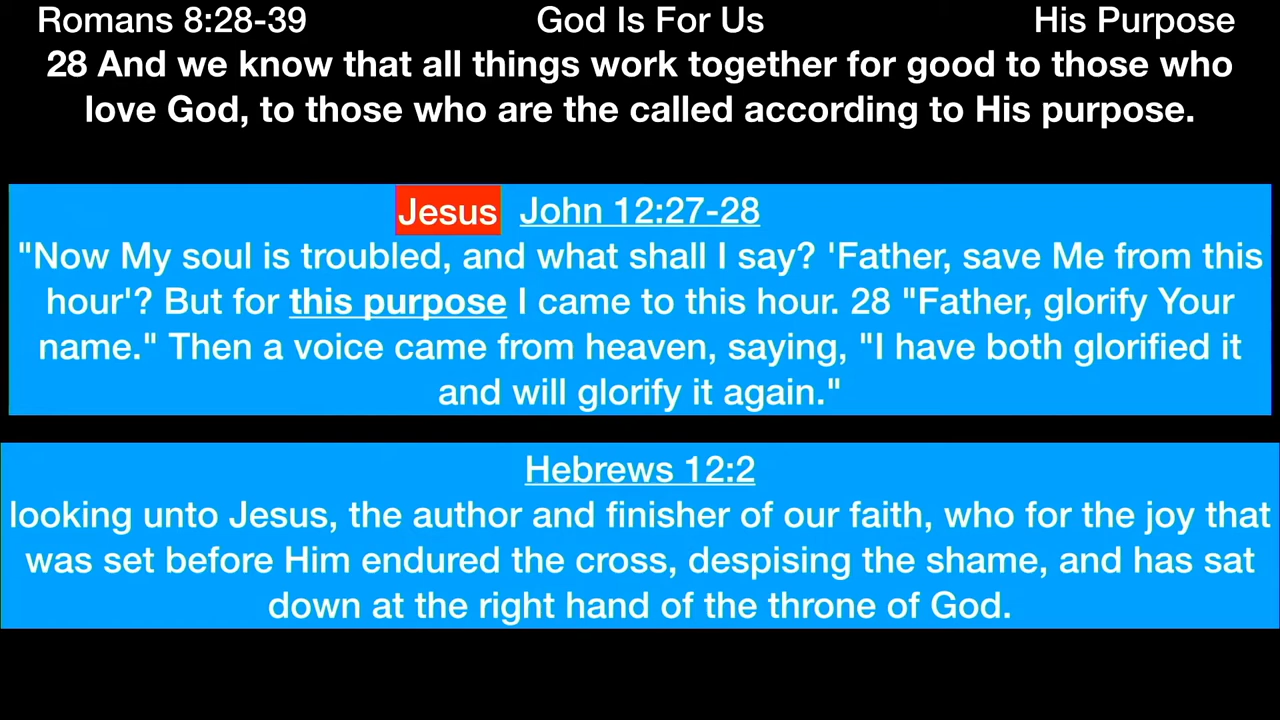 Romans 8:28-39 God Is For Us His Purpose
28 And we know that all things work together for good to those who
love God, to those who are the called according to His purpose.
Jesus John 12:27-28
"Now My soul is troubled, and what shall I say? 'Father, save Me from this
hour'? But for this purpose I came to this hour. 28 "Father, glorify Your
name." Then a voice came from heaven, saying, "I have both glorified it
and will glorify it again."
Hebrews 12:2
looking unto Jesus, the author and finisher of our faith, who for the joy that
was set before Him endured the cross, despising the shame, and has sat
down at the right hand of the throne of God.